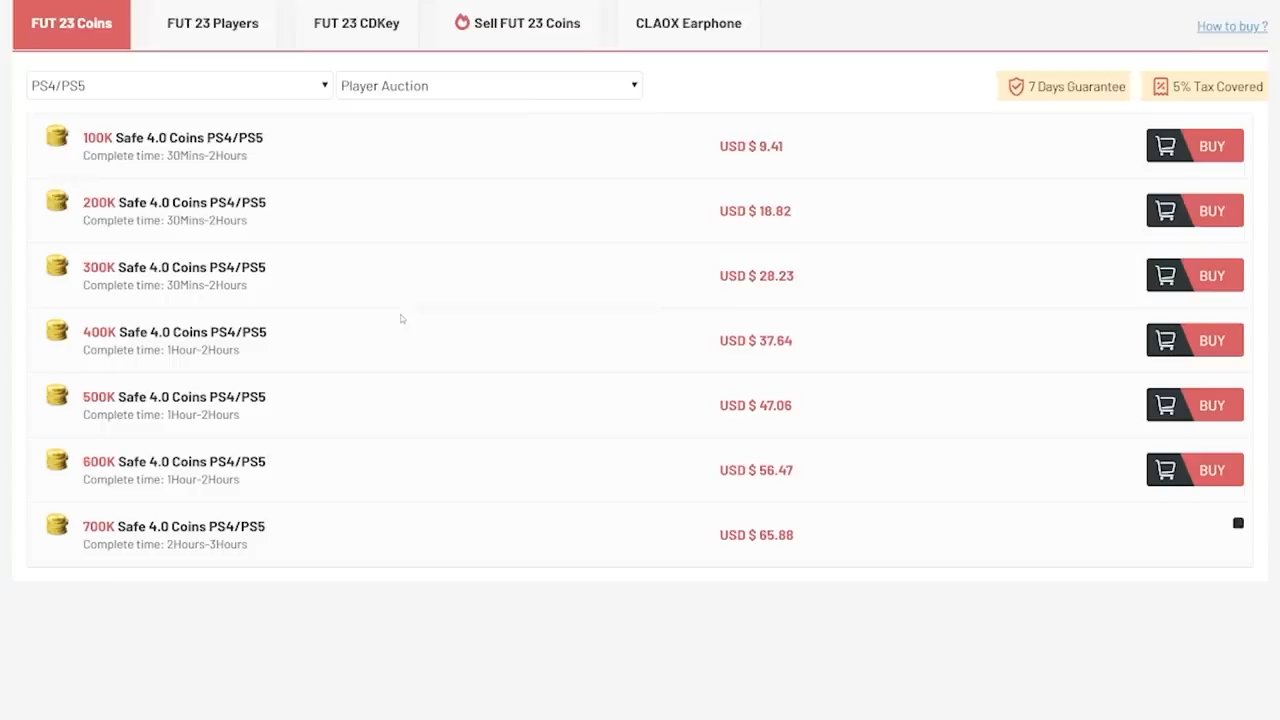 FUT 23 Coins
FUT 23 Players
FUT 23 CDKey
Sell FUT 23 Coins
CLAOX Earphone
How to buy ?
PS4/PS5
Player Auction
7 Days Guarantee
5% Tax Covered
100K Safe 4.0 Coins PS4/PS5
Complete time: 30Mins-2Hours
USD $ 9.41
BUY
200K Safe 4.0 Coins PS4/PS5
Complete time: 30Mins-2Hours
USD $ 18.82
BUY
300K Safe 4.0 Coins PS4/PS5
Complete time: 30Mins-2Hours
USD $ 28.23
BUY
400K Safe 4.0 Coins PS4/PS5
Complete time: 1Hour-2Hours
USD $ 37.64
BUY
500K Safe 4.0 Coins PS4/PS5
Complete time: 1Hour-2Hours
USD $ 47.06
BUY
600K Safe 4.0 Coins PS4/PS5
Complete time: 1Hour-2Hours
USD $ 56.47
BUY
700K Safe 4.0 Coins PS4/PS5
Complete time: 2Hours-3Hours
USD $ 65.88